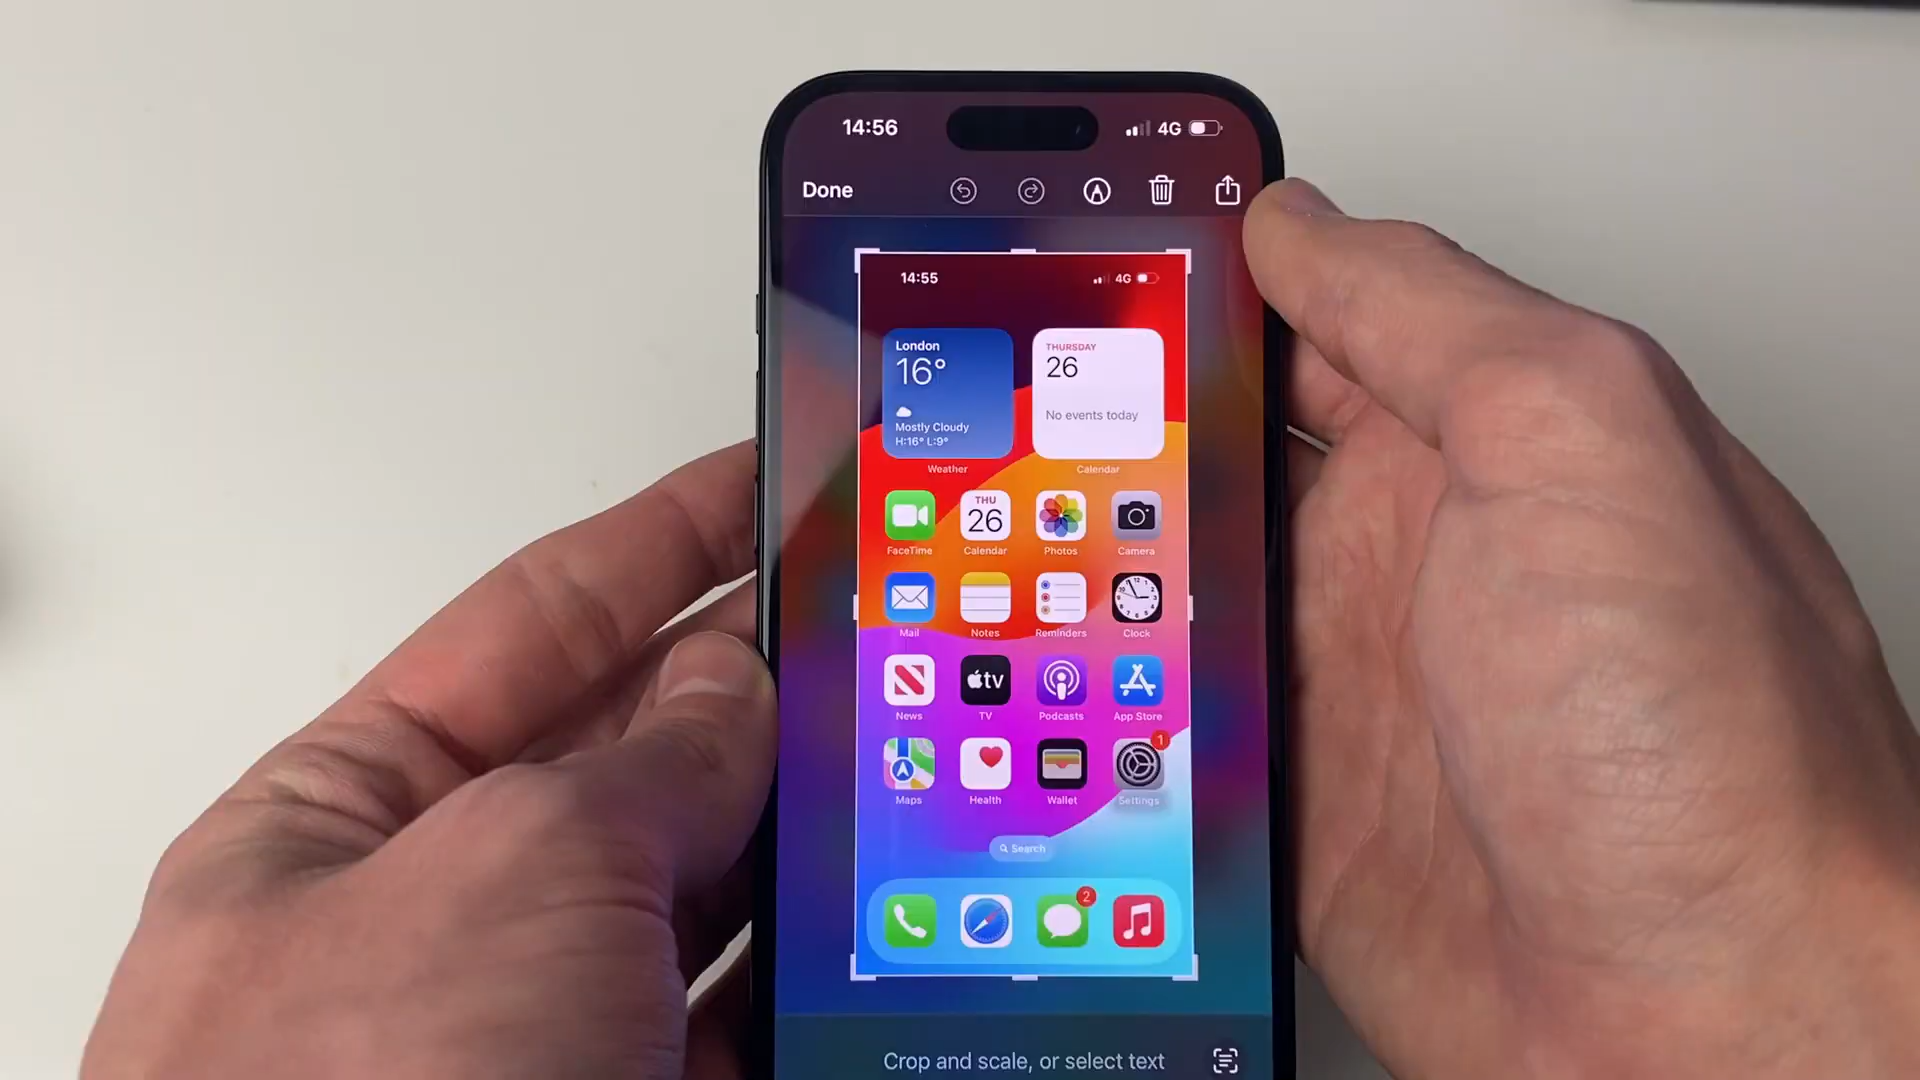 14:56 4G
Done
14:55 4G
London
16°
Mostly Cloudy
H:16° L:9°
Weather
THURSDAY
26
No events today
Calendar
FaceTime
THU
26
Calendar
Photos
Camera
Mail
Notes
Reminders
12
Clock
News
tv
TV
Podcasts
App Store
Maps
Health
Wallet
1
Settings
Search
2
Crop and scale, or select text